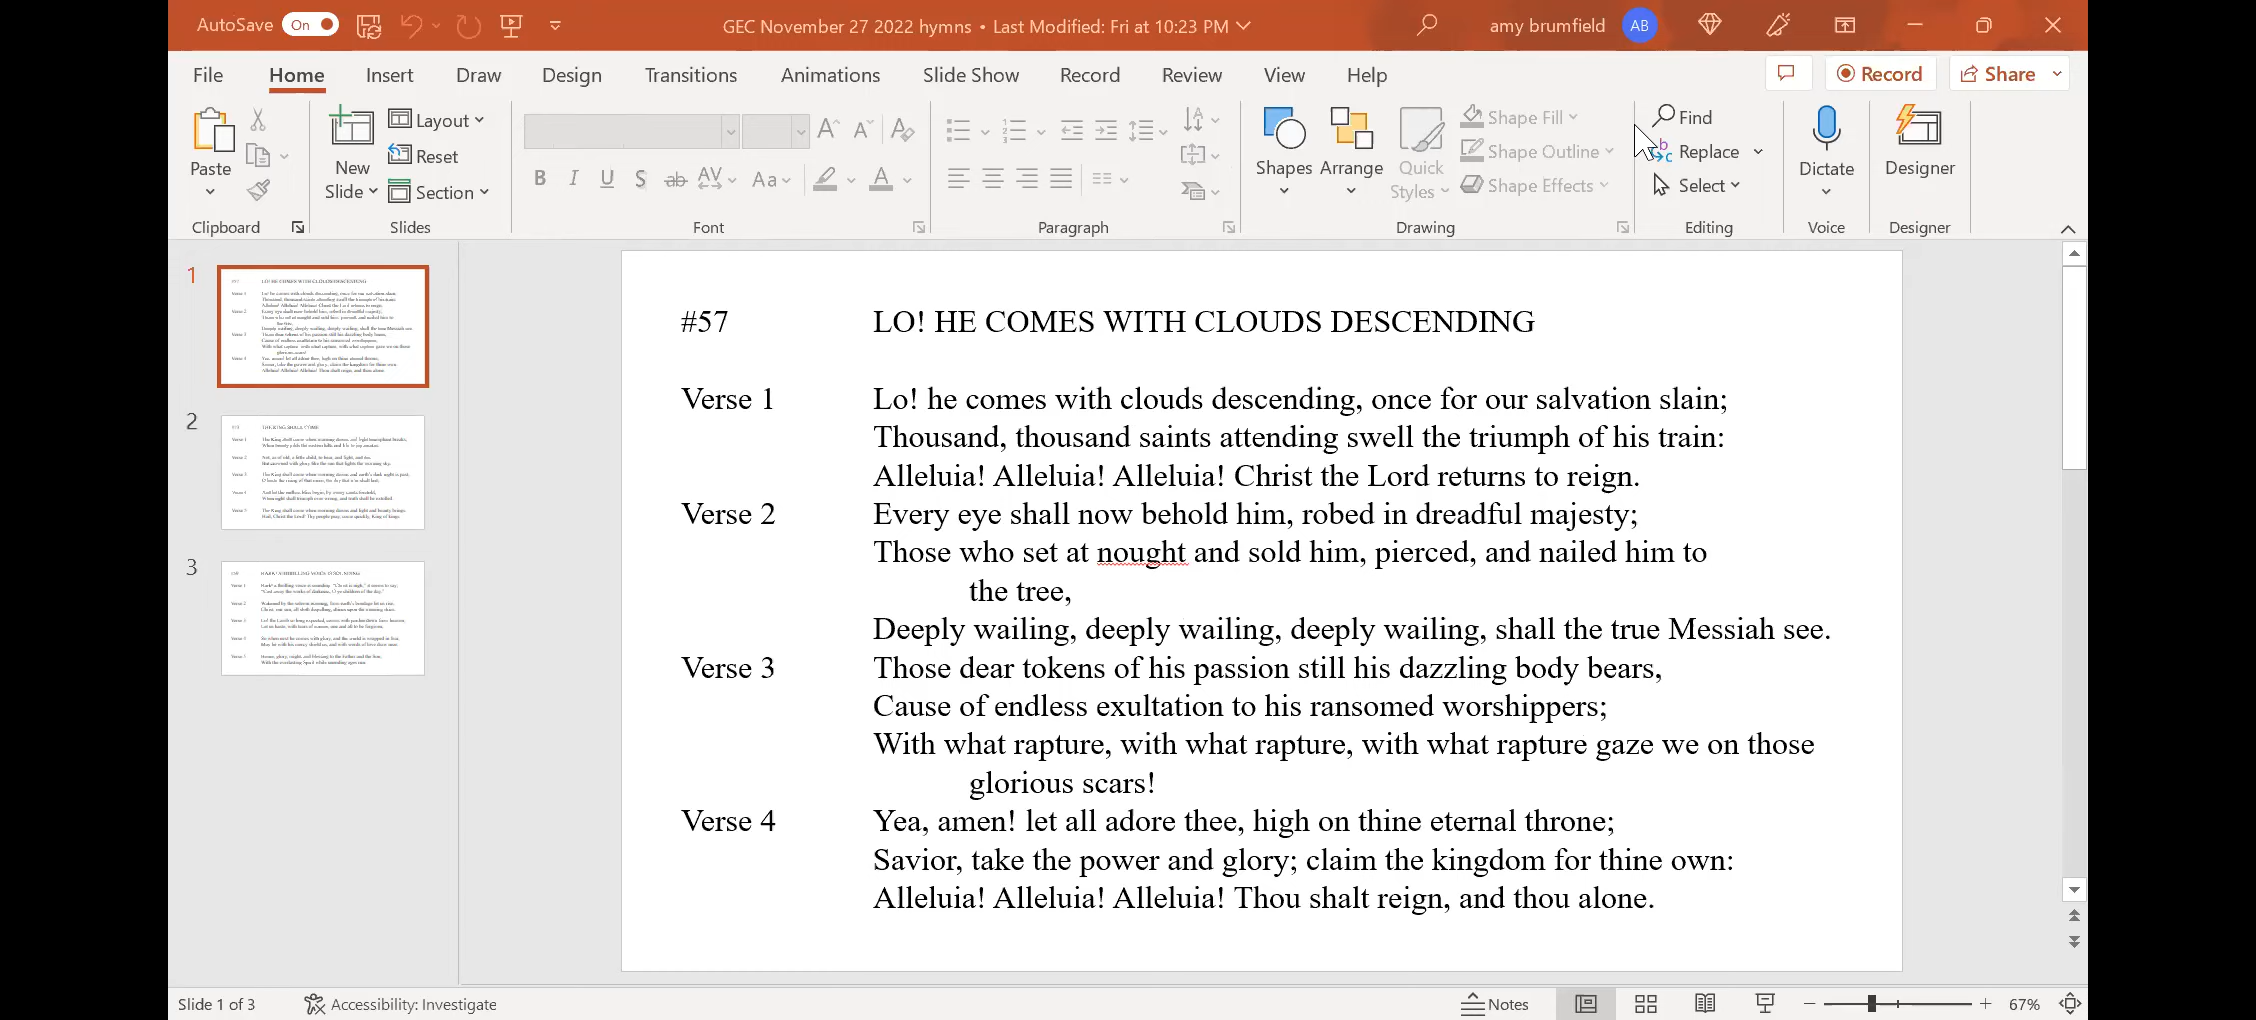 AutoSave On
GEC November 27 2022 hymns • Last Modified: Fri at 10:23 PM
amy brumfield AB
File Home Insert Draw Design Transitions Animations Slide Show Record Review View Help
Record Share
Paste
Clipboard
New Slide
Layout
Reset
Section
Slides
Font
Paragraph
Shapes
Arrange
Quick Styles
Shape Fill
Shape Outline
Shape Effects
Drawing
Find
Replace
Select
Editing
Dictate
Voice
Designer
Designer
1
2
3
#57 LO! HE COMES WITH CLOUDS DESCENDING
Verse 1 Lo! he comes with clouds descending, once for our salvation slain;
Thousand, thousand saints attending swell the triumph of his train:
Alleluia! Alleluia! Alleluia! Christ the Lord returns to reign.
Verse 2 Every eye shall now behold him, robed in dreadful majesty;
Those who set at nought and sold him, pierced, and nailed him to
the tree,
Deeply wailing, deeply wailing, deeply wailing, shall the true Messiah see.
Verse 3 Those dear tokens of his passion still his dazzling body bears,
Cause of endless exultation to his ransomed worshippers;
With what rapture, with what rapture, with what rapture gaze we on those
glorious scars!
Verse 4 Yea, amen! let all adore thee, high on thine eternal throne;
Savior, take the power and glory; claim the kingdom for thine own:
Alleluia! Alleluia! Alleluia! Thou shalt reign, and thou alone.
Slide 1 of 3 Accessibility: Investigate Notes 67%